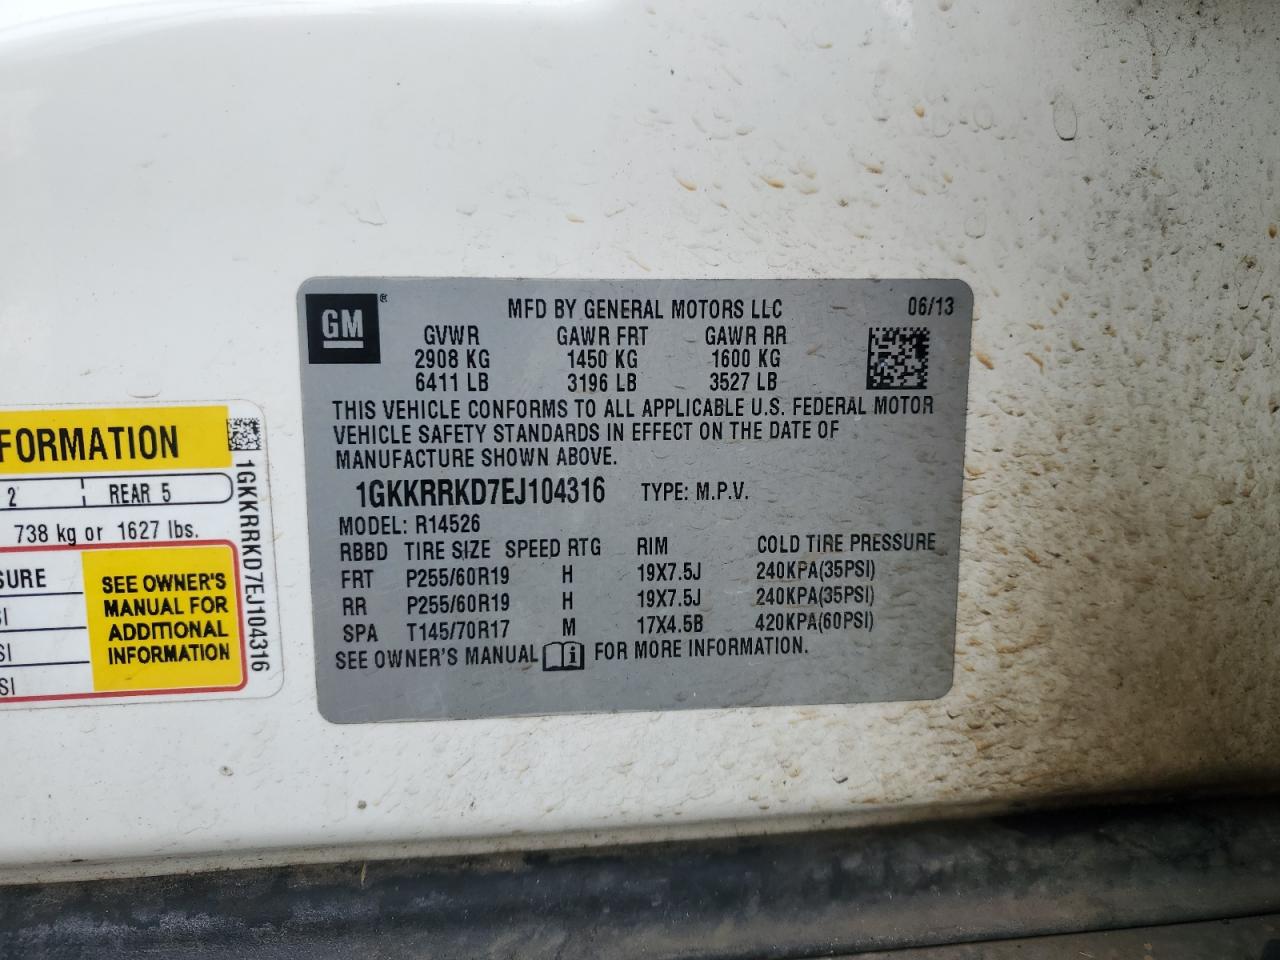 GM ®
MFD BY GENERAL MOTORS LLC 06/13
GVWR GAWR FRT GAWR RR
2908 KG 1450 KG 1600 KG
6411 LB 3196 LB 3527 LB
THIS VEHICLE CONFORMS TO ALL APPLICABLE U.S. FEDERAL MOTOR
VEHICLE SAFETY STANDARDS IN EFFECT ON THE DATE OF
MANUFACTURE SHOWN ABOVE.
1GKKRRKD7EJ104316 TYPE: M.P.V.
MODEL: R14526
RBBD TIRE SIZE SPEED RTG RIM COLD TIRE PRESSURE
FRT P255/60R19 H 19X7.5J 240KPA(35PSI)
RR P255/60R19 H 19X7.5J 240KPA(35PSI)
SPA T145/70R17 M 17X4.5B 420KPA(60PSI)
SEE OWNER'S MANUAL FOR MORE INFORMATION.
FORMATION
2 REAR 5
738 kg or 1627 lbs.
SURE
SI
SI
SI
SEE OWNER'S
MANUAL FOR
ADDITIONAL
INFORMATION
1GKKRRKD7EJ104316